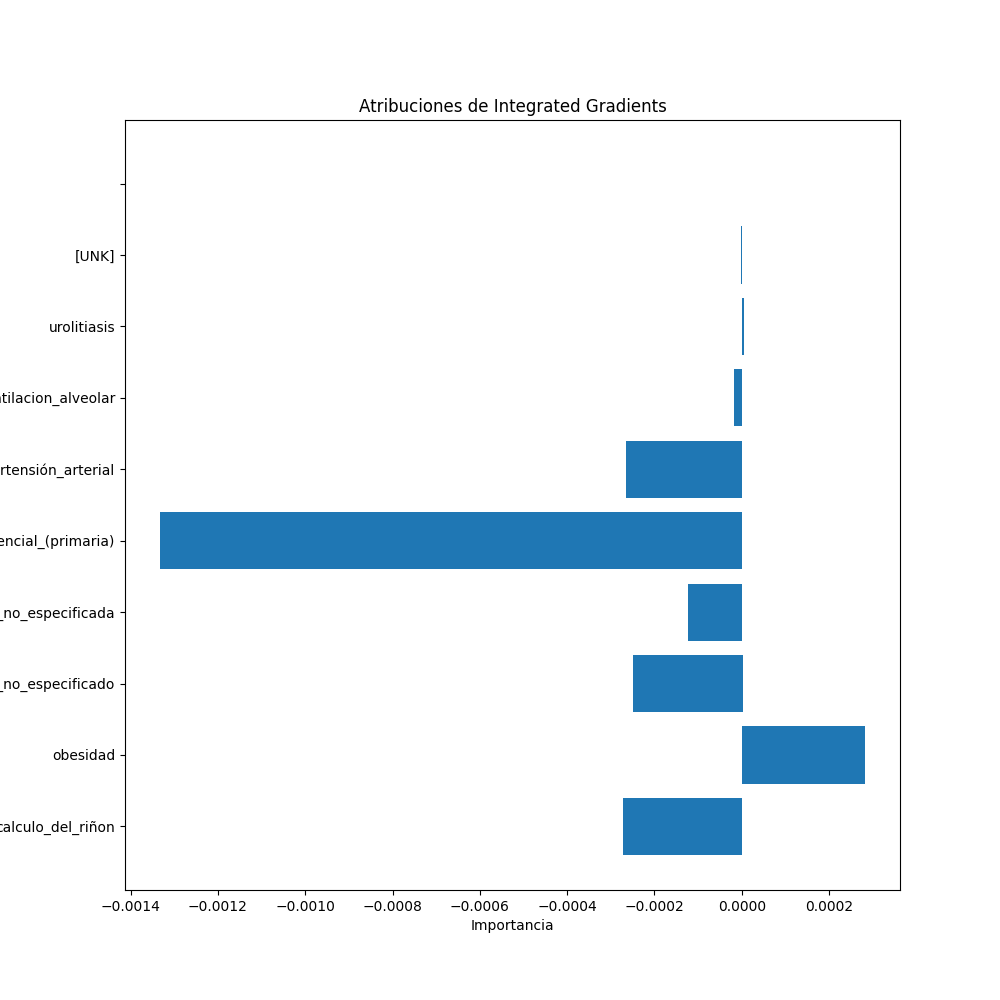 Atribuciones de Integrated Gradients
[UNK]
urolitiasis
tilacion_alveolar
rtensión_arterial
encial_(primaria)
_no_especificada
_no_especificado
obesidad
calculo_del_riñon
−0.0014 −0.0012 −0.0010 −0.0008 −0.0006 −0.0004 −0.0002 0.0000 0.0002
Importancia